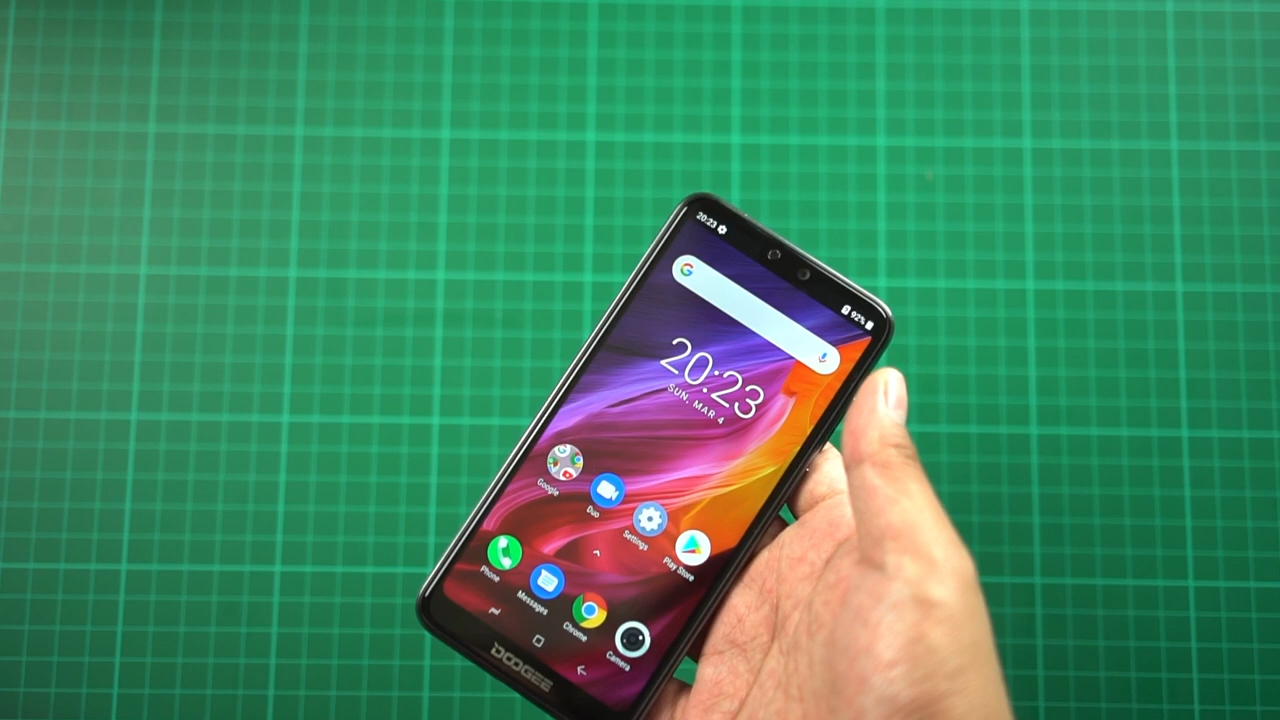 20:23
92%
20:23
SUN, MAR 4
Google
Duo
Settings
Play Store
Phone
Messages
Chrome
Camera
DOOGEE